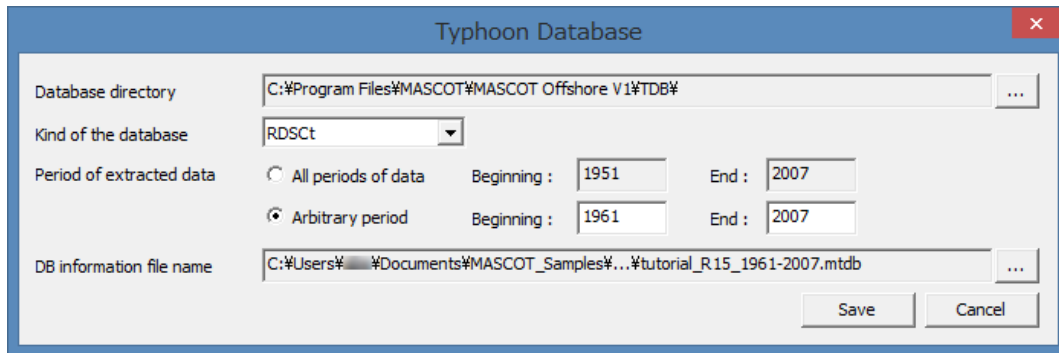 Typhoon Database
Database directory C:¥Program Files¥MASCOT¥MASCOT Offshore V1¥TDB¥ ...
Kind of the database RDSCt
Period of extracted data All periods of data Beginning : 1951 End : 2007
Arbitrary period Beginning : 1961 End : 2007
DB information file name C:¥Users¥ ¥Documents¥MASCOT_Samples¥...¥tutorial_R15_1961-2007.mtdb ...
Save Cancel